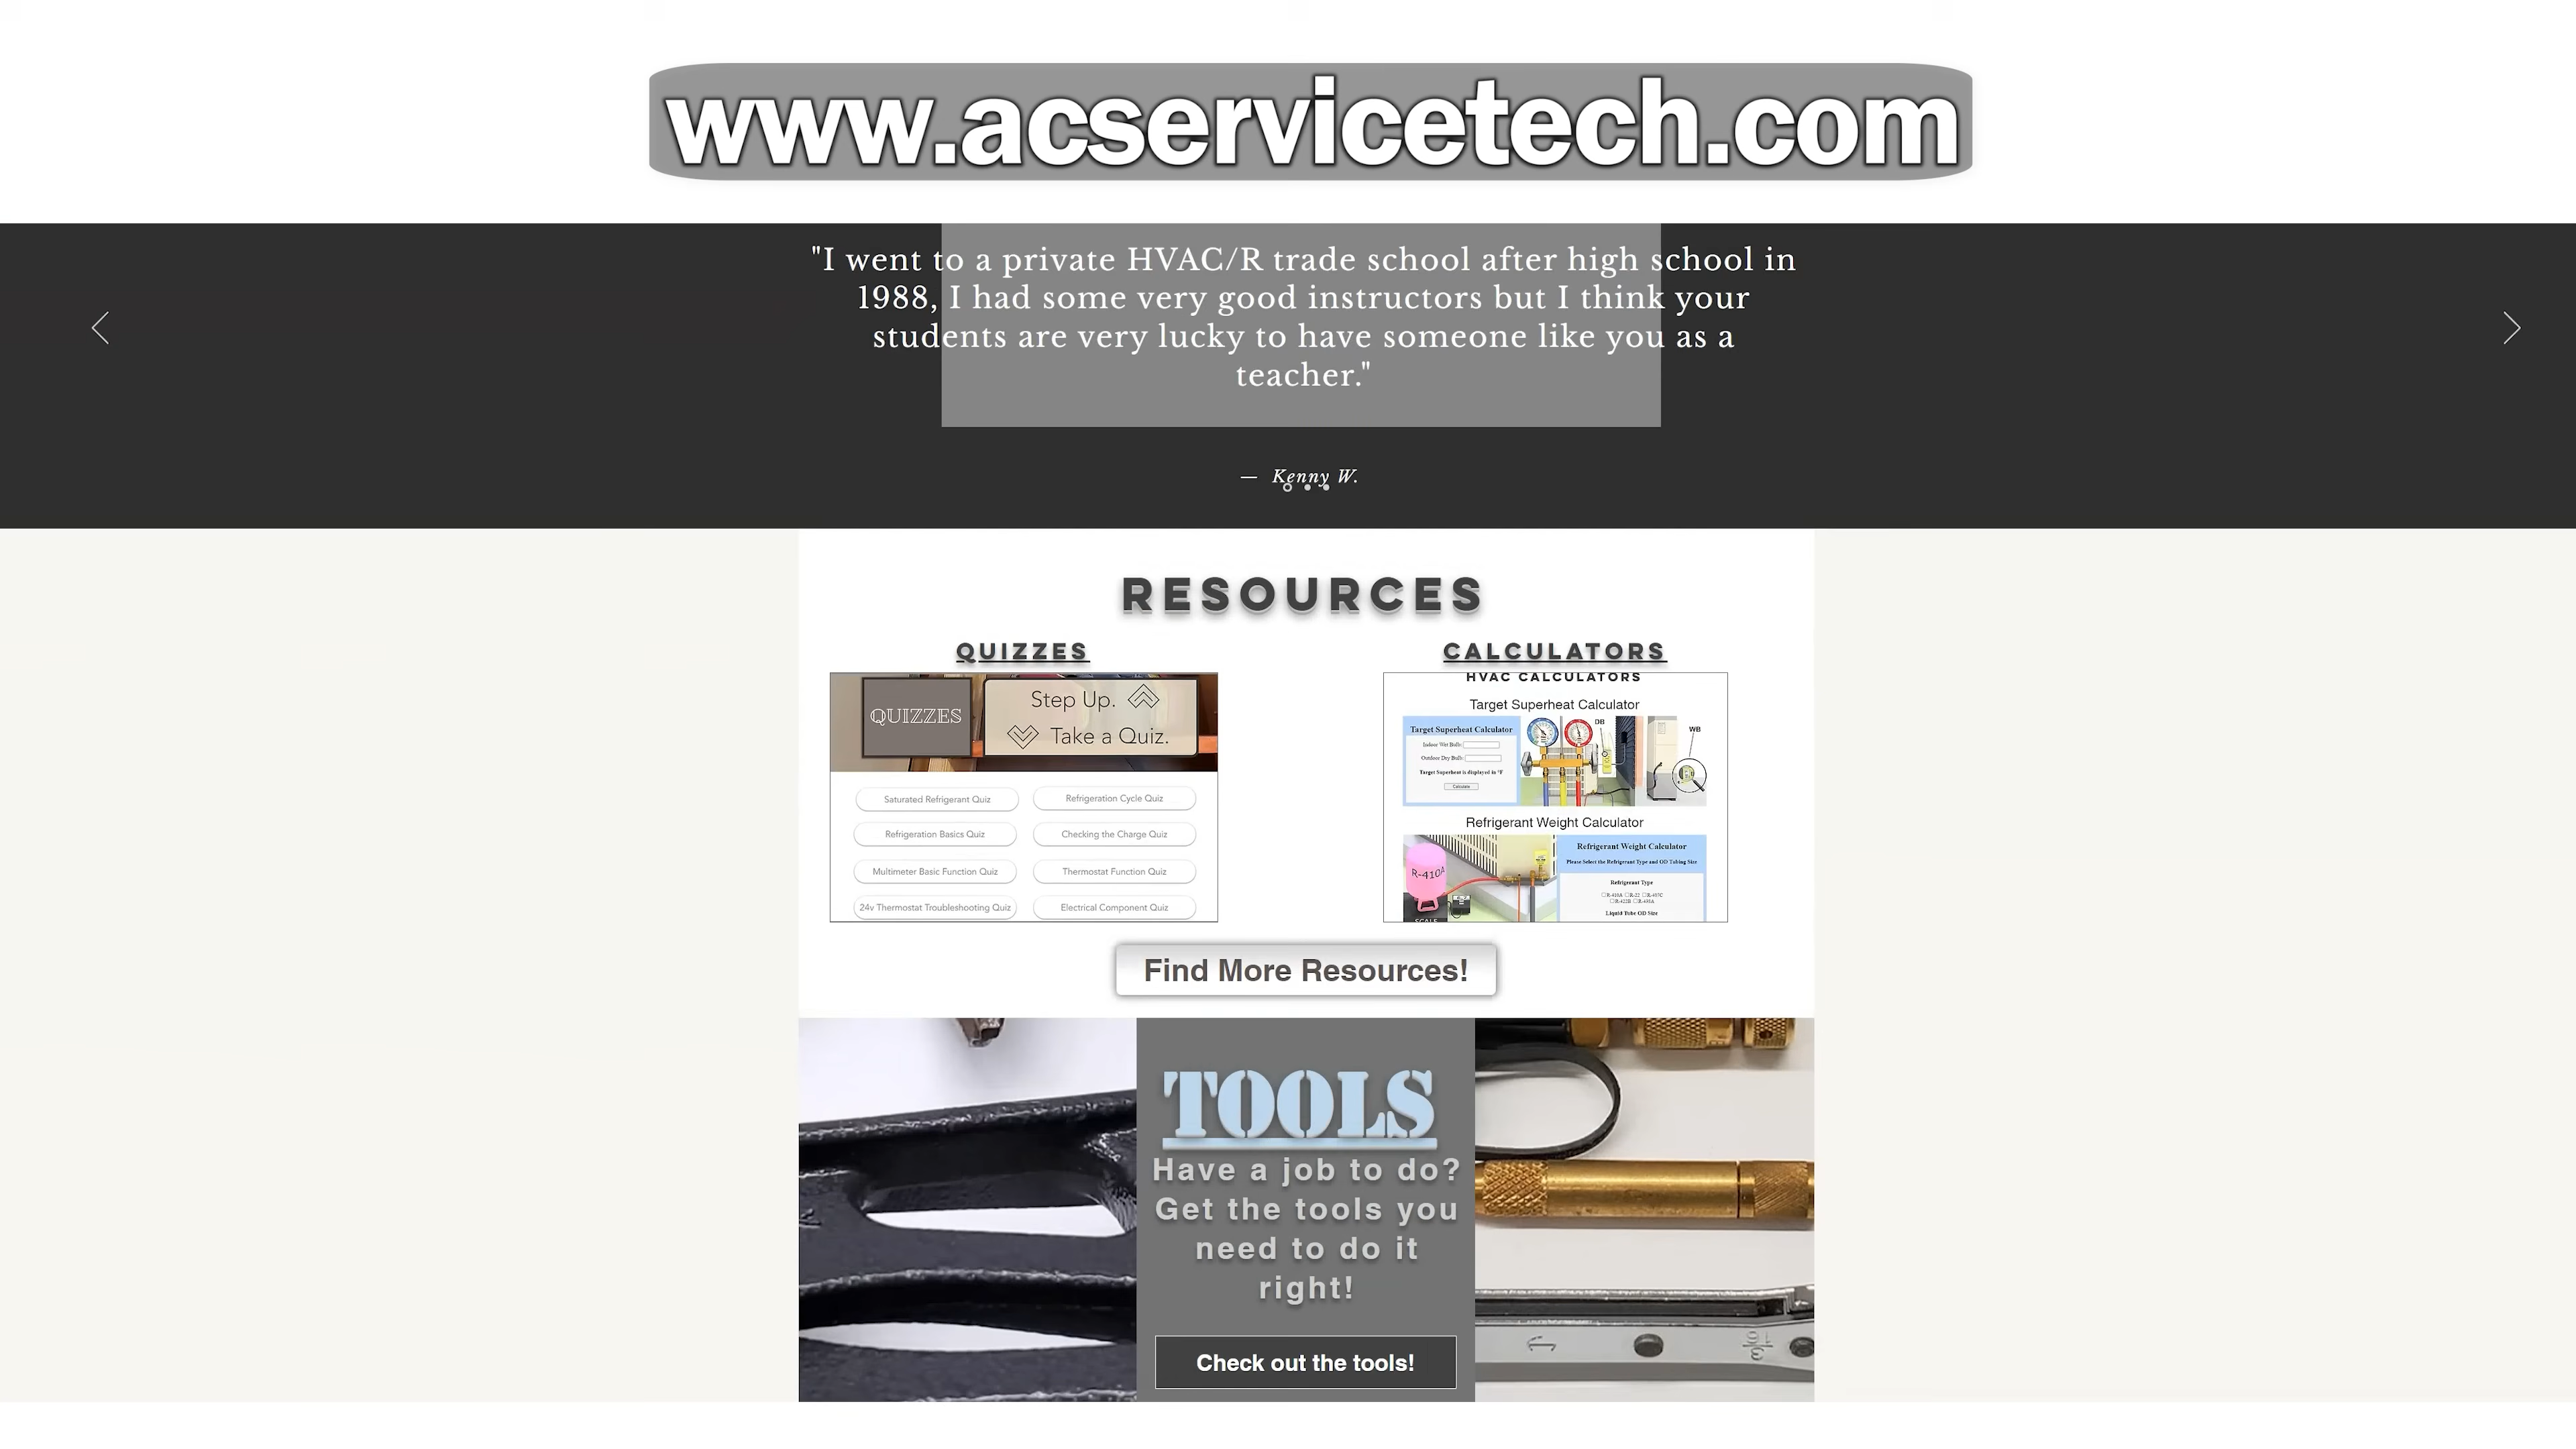 www.acservicetech.com
"I went to a private HVAC/R trade school after high school in
1988, I had some very good instructors but I think your
students are very lucky to have someone like you as a
teacher."
— Kenny W.
RESOURCES
QUIZZES
QUIZZES
Step Up.
Take a Quiz.
Saturated Refrigerant Quiz
Refrigeration Cycle Quiz
Refrigeration Basics Quiz
Checking the Charge Quiz
Multimeter Basic Function Quiz
Thermostat Function Quiz
24v Thermostat Troubleshooting Quiz
Electrical Component Quiz
CALCULATORS
HVAC CALCULATORS
Target Superheat Calculator
Target Superheat Calculator
Indoor Wet Bulb:
Outdoor Dry Bulb:
Target Superheat is displayed in °F
Calculate
DB
WB
Refrigerant Weight Calculator
R-410A
SCALE
Refrigerant Weight Calculator
Please Select the Refrigerant Type and OD Tubing Size
Refrigerant Type
Liquid Tube OD Size
Find More Resources!
TOOLS
Have a job to do?
Get the tools you
need to do it
right!
Check out the tools!